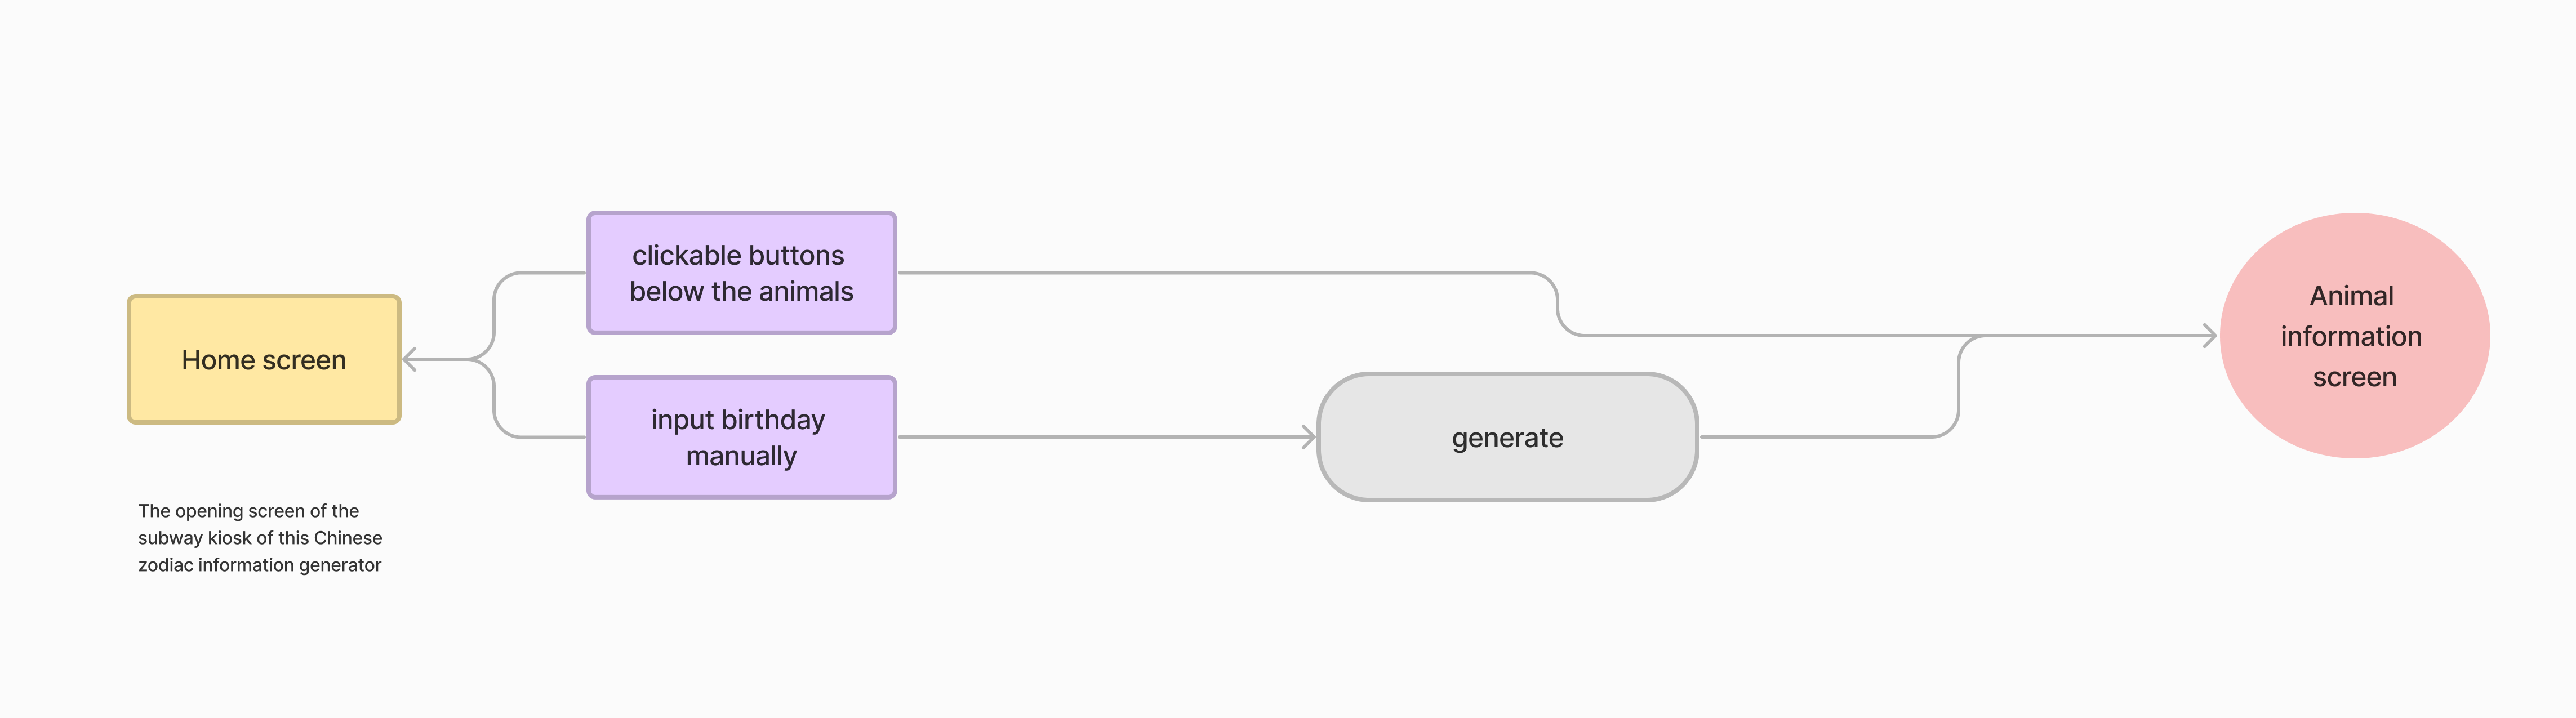 Home screen
The opening screen of the
subway kiosk of this Chinese
zodiac information generator
clickable buttons
below the animals
input birthday
manually
generate
Animal
information
screen